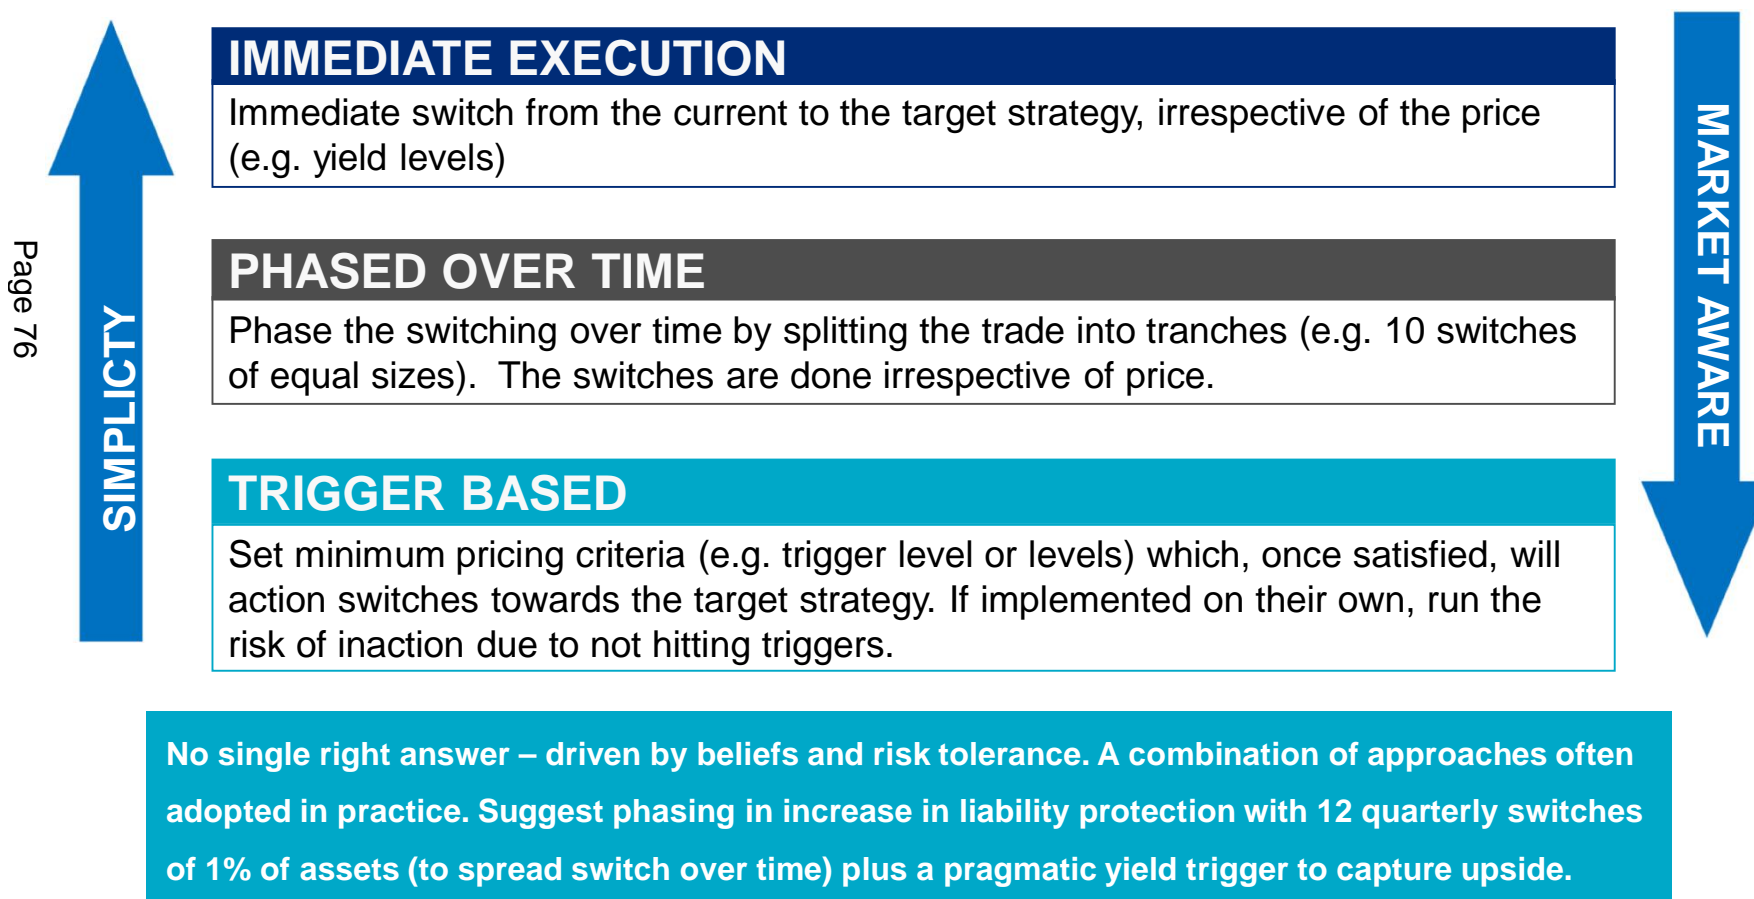 IMMEDIATE EXECUTION
Immediate switch from the current to the target strategy, irrespective of the price
(e.g. yield levels)
PHASED OVER TIME
Phase the switching over time by splitting the trade into tranches (e.g. 10 switches
of equal sizes).  The switches are done irrespective of price.
TRIGGER BASED
Set minimum pricing criteria (e.g. trigger level or levels) which, once satisfied, will
action switches towards the target strategy. If implemented on their own, run the
risk of inaction due to not hitting triggers.
No single right answer – driven by beliefs and risk tolerance. A combination of approaches often
adopted in practice. Suggest phasing in increase in liability protection with 12 quarterly switches
of 1% of assets (to spread switch over time) plus a pragmatic yield trigger to capture upside.
SIMPLICTY
MARKET AWARE
Page 76